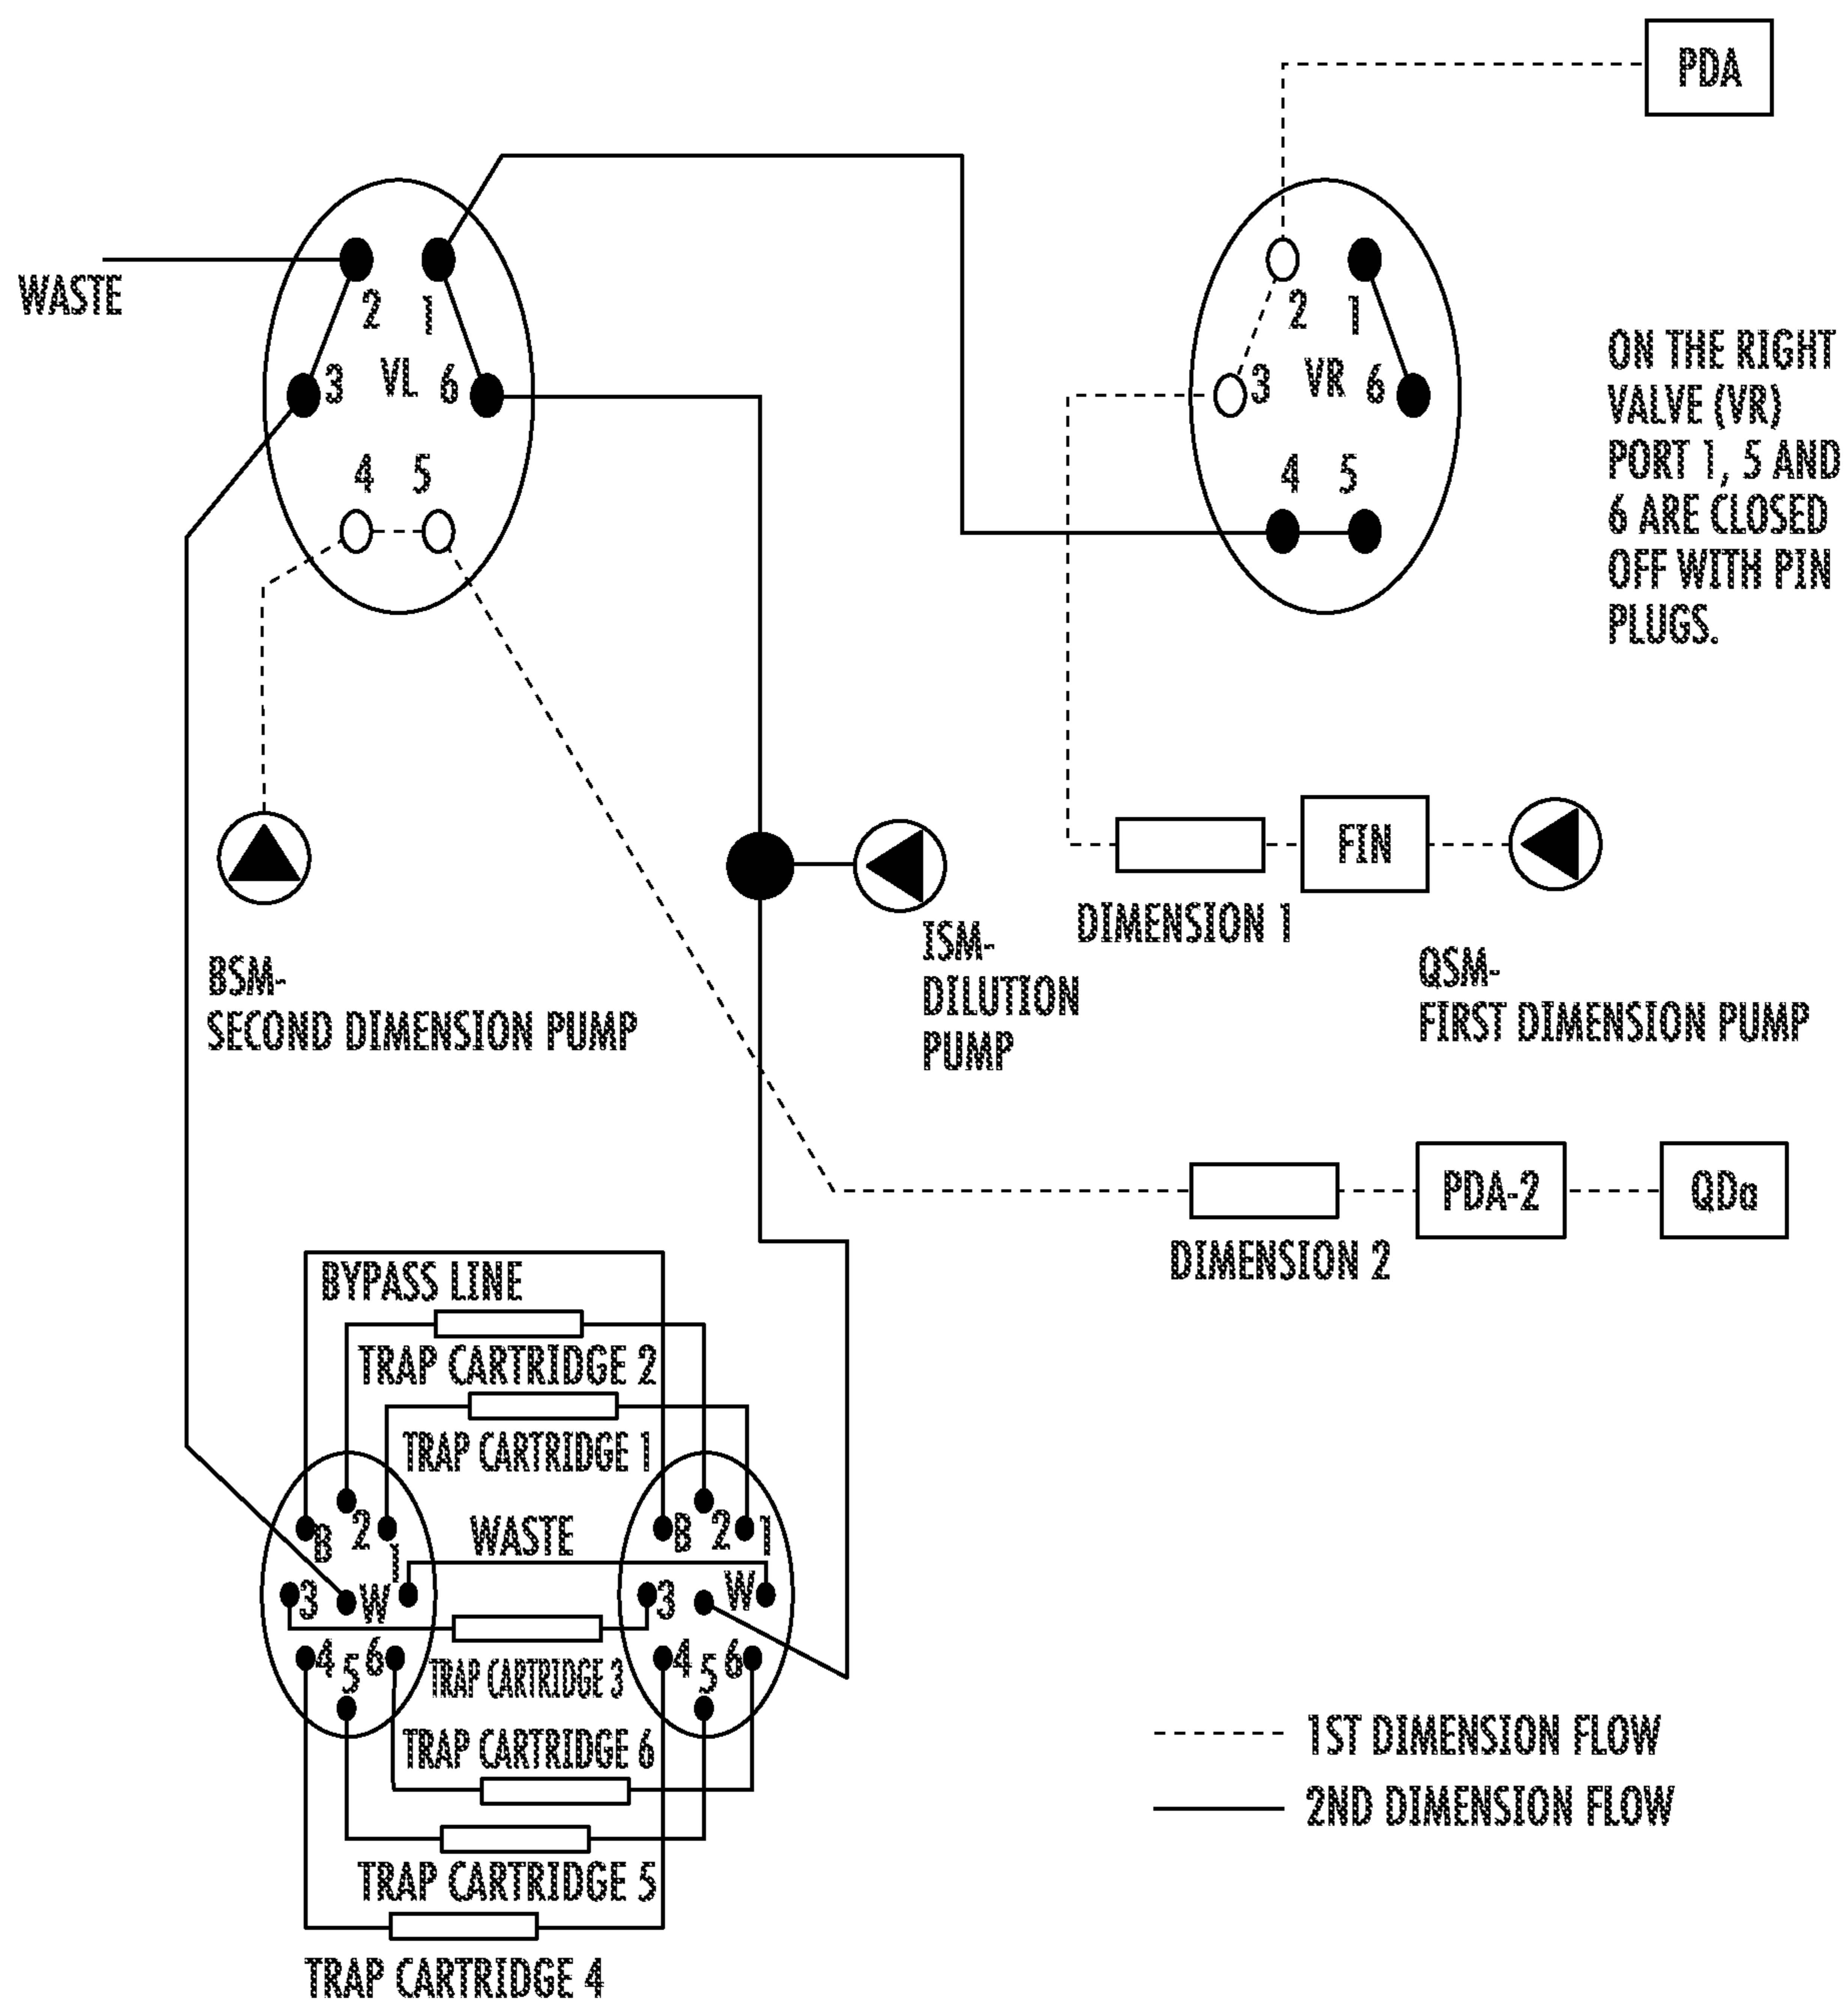 PDA
WASTE
2
1
3
VL
6
4
5
2
1
3
VR
6
4
5
ON THE RIGHT
VALVE (VR)
PORT 1, 5 AND
6 ARE CLOSED
OFF WITH PIN
PLUGS.
FIN
DIMENSION 1
BSM-
SECOND DIMENSION PUMP
ISM-
DILUTION
PUMP
QSM-
FIRST DIMENSION PUMP
PDA-2
QDa
DIMENSION 2
BYPASS LINE
TRAP CARTRIDGE 2
TRAP CARTRIDGE 1
WASTE
B
2
1
3
W
4
5
6
B
2
1
3
W
4
5
6
TRAP CARTRIDGE 3
TRAP CARTRIDGE 6
TRAP CARTRIDGE 5
TRAP CARTRIDGE 4
1ST DIMENSION FLOW
2ND DIMENSION FLOW